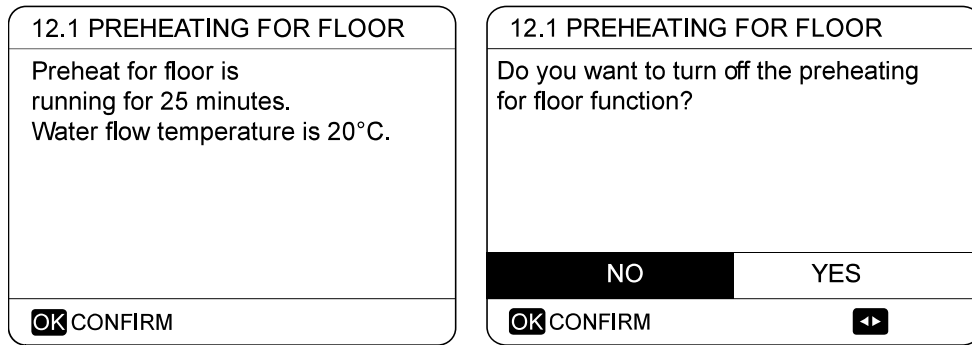 12.1 PREHEATING FOR FLOOR
Preheat for floor is
running for 25 minutes.
Water flow temperature is 20°C.
OK CONFIRM
12.1 PREHEATING FOR FLOOR
Do you want to turn off the preheating
for floor function?
NO YES
OK CONFIRM